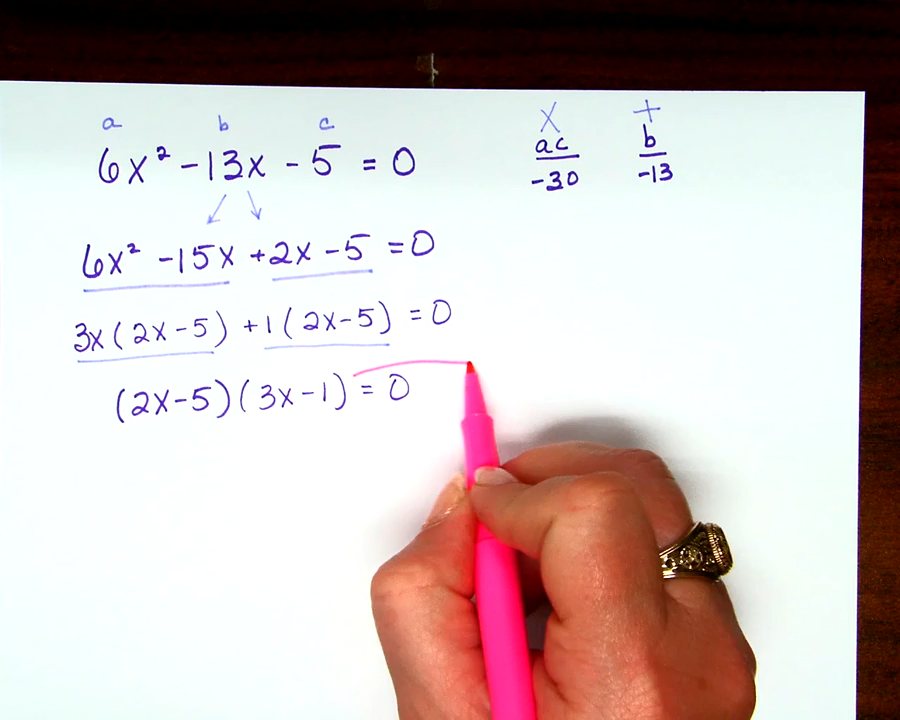 a b c
6x² -13x -5 = 0
6x² -15x +2x -5 =0
3x(2x-5) +1(2x-5) =0
(2x-5)(3x-1) = 0
X +
ac b
-30 -13